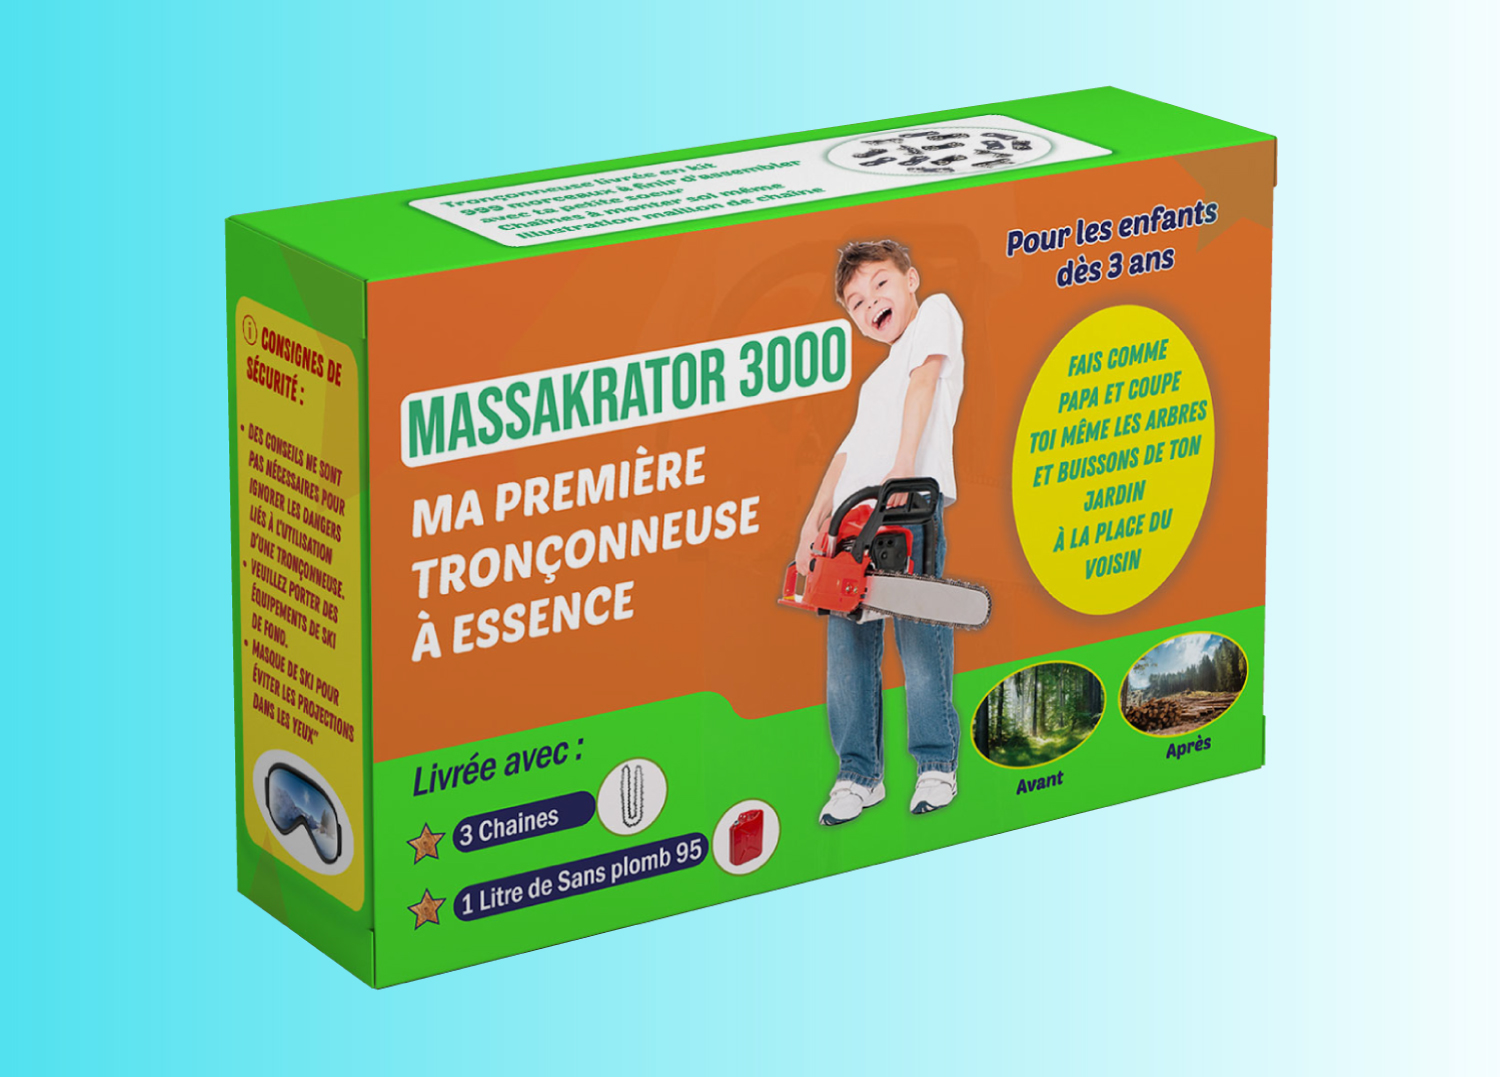 Tronçonneuse livrée en kit
999 morceaux à finir d'assembler
avec ta petite soeur
Chaînes à monter soi même
Illustration maillon de chaîne
Pour les enfants
dès 3 ans
MASSAKRATOR 3000
MA PREMIÈRE
TRONÇONNEUSE
À ESSENCE
FAIS COMME
PAPA ET COUPE
TOI MÊME LES ARBRES
ET BUISSONS DE TON
JARDIN
À LA PLACE DU
VOISIN
CONSIGNES DE
SÉCURITÉ :
• DES CONSEILS NE SONT
PAS NÉCESSAIRES POUR
IGNORER LES DANGERS
LIÉS À L'UTILISATION
D'UNE TRONÇONNEUSE.
• VEUILLEZ PORTER DES
ÉQUIPEMENTS DE SKI
DE FOND.
• MASQUE DE SKI POUR
ÉVITER LES PROJECTIONS
DANS LES YEUX"
Livrée avec :
3 Chaines
1 Litre de Sans plomb 95
Avant
Après